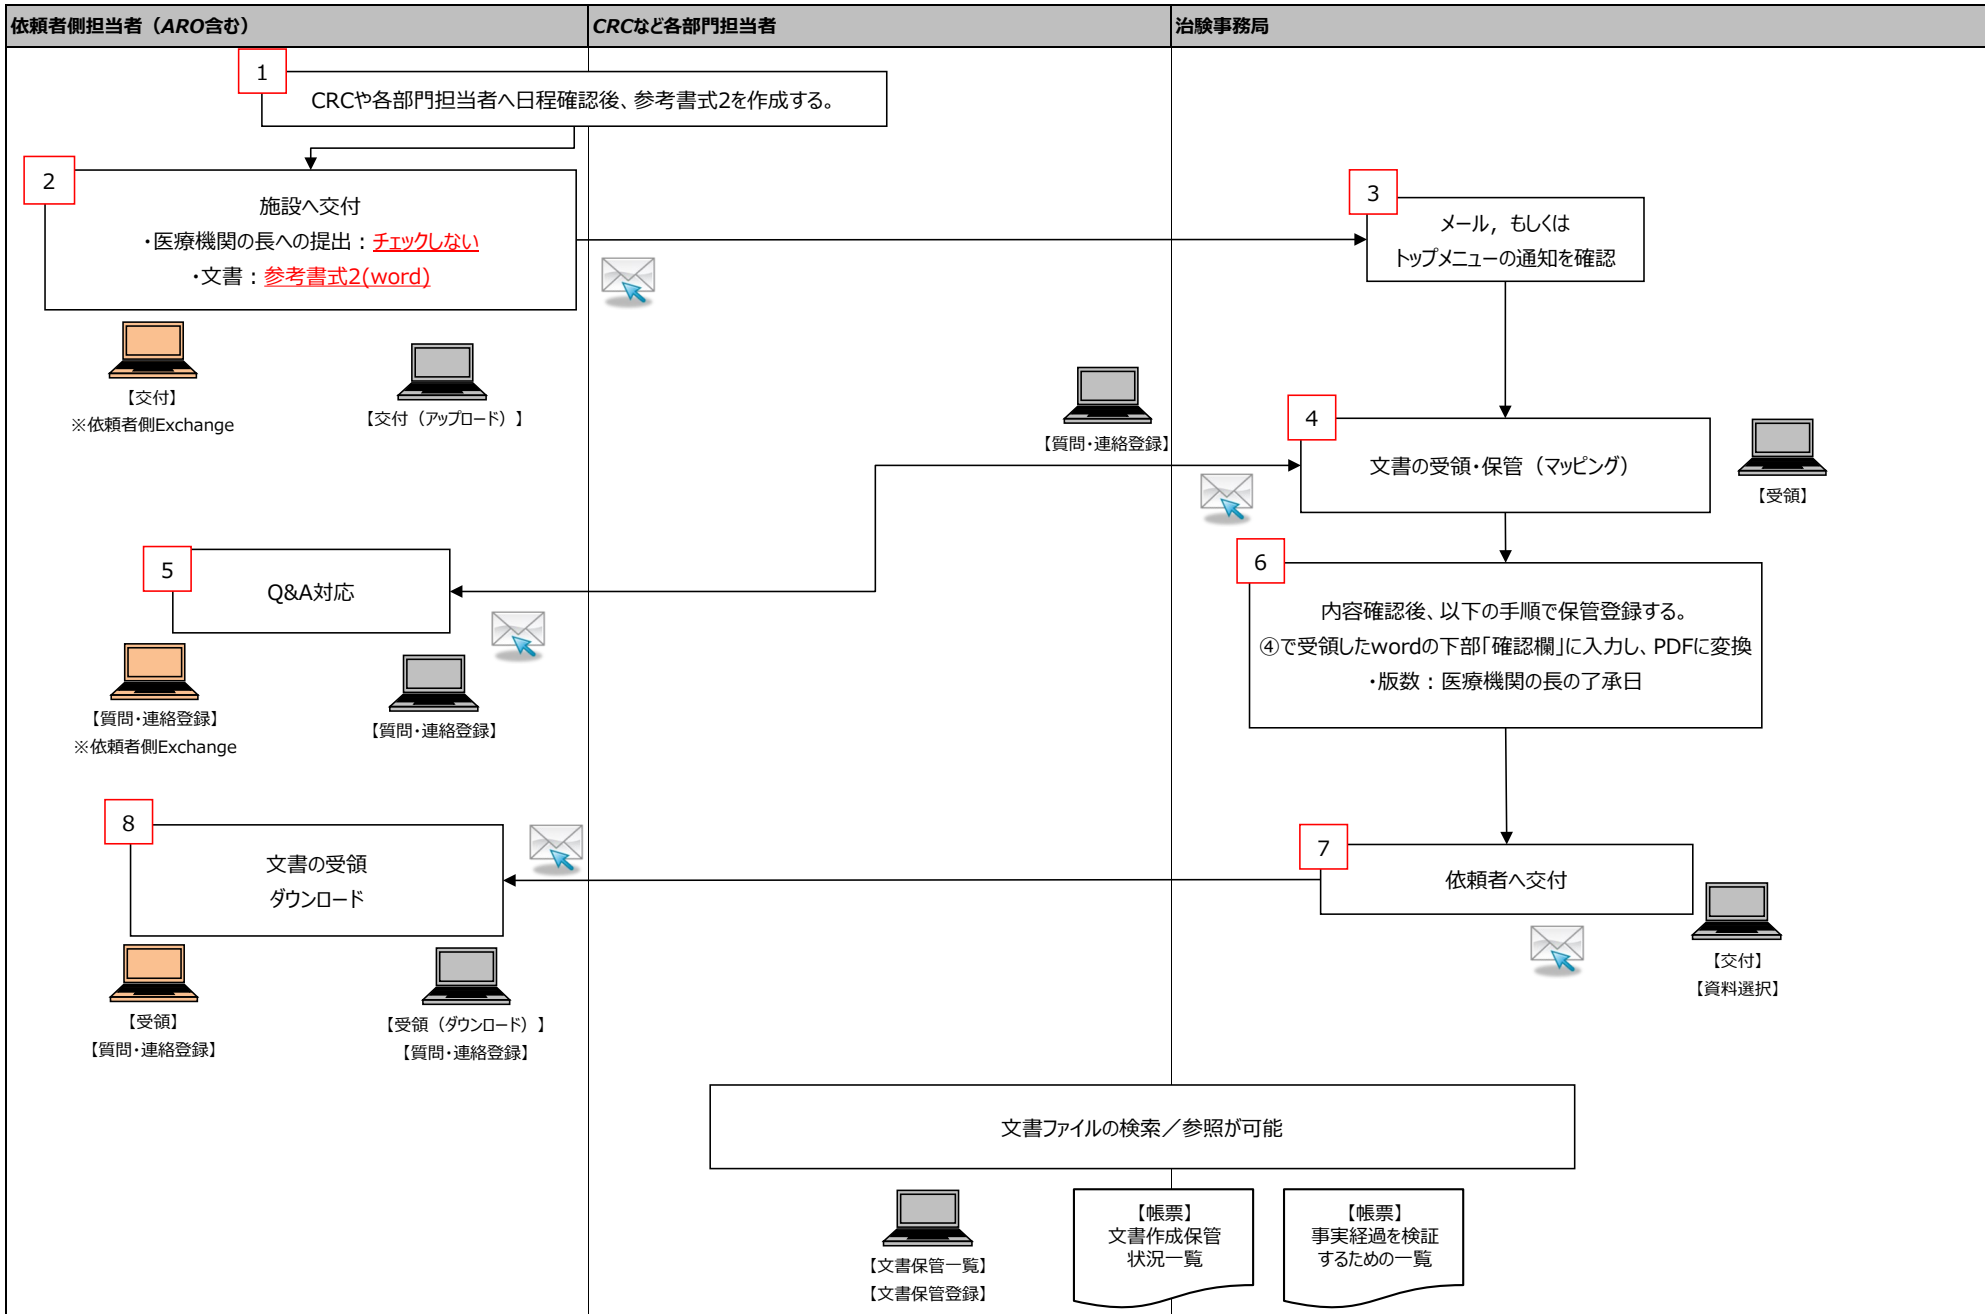 依頼者側担当者（ARO含む）
CRCなど各部門担当者
治験事務局
1
CRCや各部門担当者へ日程確認後、参考書式2を作成する。
2
施設へ交付
・医療機関の長への提出：チェックしない
・文書：参考書式2(word)
3
メール，もしくは
トップメニューの通知を確認
【交付】
※依頼者側Exchange
【交付（アップロード）】
【質問・連絡登録】
4
文書の受領・保管（マッピング）
【受領】
5
Q&A対応
【質問・連絡登録】
※依頼者側Exchange
【質問・連絡登録】
6
内容確認後、以下の手順で保管登録する。
④で受領したwordの下部「確認欄」に入力し、PDFに変換
・版数：医療機関の長の了承日
7
依頼者へ交付
【交付】
【資料選択】
8
文書の受領
ダウンロード
【受領】
【質問・連絡登録】
【受領（ダウンロード）】
【質問・連絡登録】
文書ファイルの検索／参照が可能
【文書保管一覧】
【文書保管登録】
【帳票】
文書作成保管
状況一覧
【帳票】
事実経過を検証
するための一覧